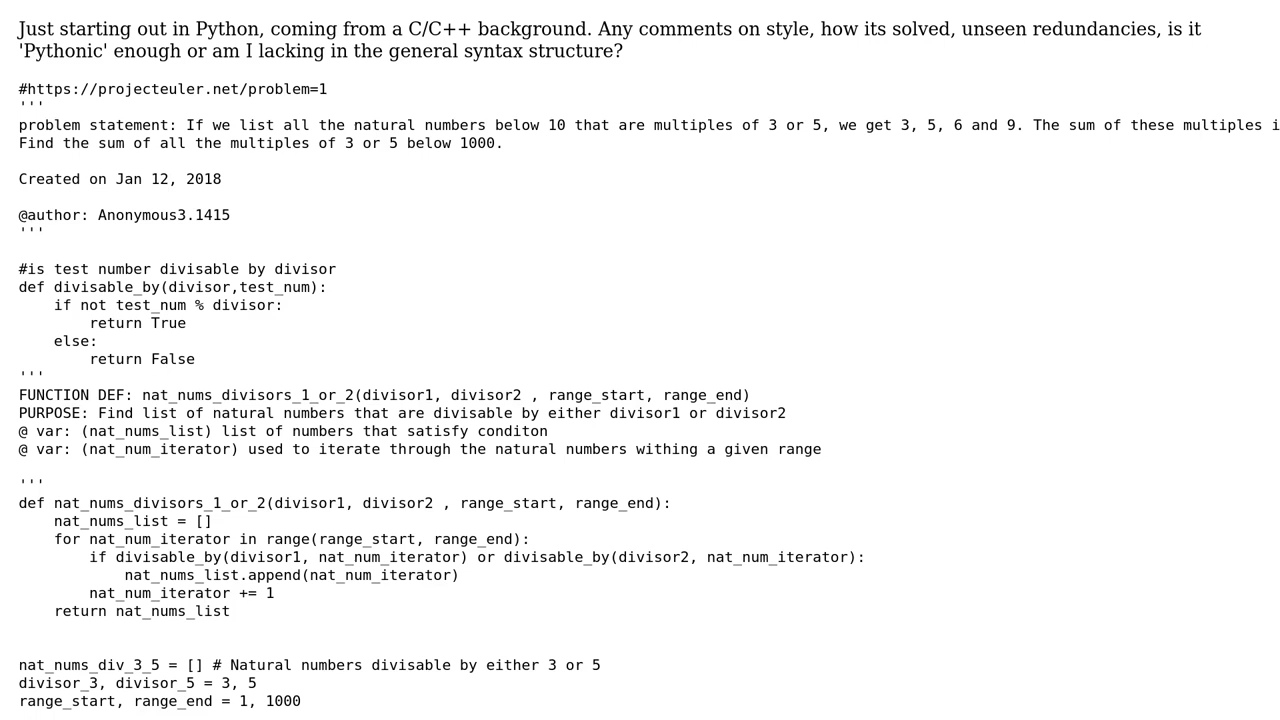 Just starting out in Python, coming from a C/C++ background. Any comments on style, how its solved, unseen redundancies, is it
'Pythonic' enough or am I lacking in the general syntax structure?
#https://projecteuler.net/problem=1
'''
problem statement: If we list all the natural numbers below 10 that are multiples of 3 or 5, we get 3, 5, 6 and 9. The sum of these multiples i
Find the sum of all the multiples of 3 or 5 below 1000.
Created on Jan 12, 2018
@author: Anonymous3.1415
'''
#is test number divisable by divisor
def divisable_by(divisor,test_num):
    if not test_num % divisor:
        return True
    else:
        return False
'''
FUNCTION DEF: nat_nums_divisors_1_or_2(divisor1, divisor2 , range_start, range_end)
PURPOSE: Find list of natural numbers that are divisable by either divisor1 or divisor2
@ var: (nat_nums_list) list of numbers that satisfy conditon
@ var: (nat_num_iterator) used to iterate through the natural numbers withing a given range
'''
def nat_nums_divisors_1_or_2(divisor1, divisor2 , range_start, range_end):
    nat_nums_list = []
    for nat_num_iterator in range(range_start, range_end):
        if divisable_by(divisor1, nat_num_iterator) or divisable_by(divisor2, nat_num_iterator):
            nat_nums_list.append(nat_num_iterator)
        nat_num_iterator += 1
    return nat_nums_list
nat_nums_div_3_5 = [] # Natural numbers divisable by either 3 or 5
divisor_3, divisor_5 = 3, 5
range_start, range_end = 1, 1000